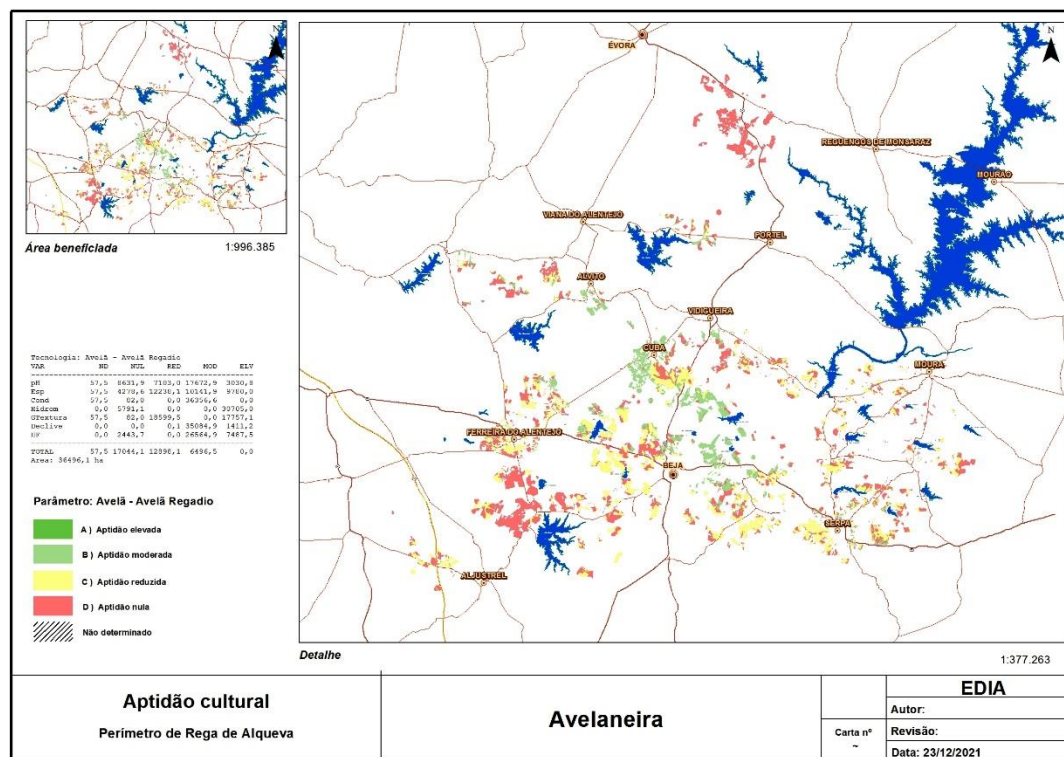 N
Área beneficiada
1:996.385
Tecnologia: Avelã - Avelã Regadio
VAR ND NUL RED MOD ELV
pH 57,5 8631,9 7103,0 17672,9 3030,8
Esp 57,5 4278,6 12238,1 10141,9 9780,0
Cond 57,5 82,0 0,0 36356,6 0,0
Hidrom 0,0 5791,1 0,0 0,0 30705,0
GTextura 57,5 82,0 18599,5 0,0 17757,1
Declive 0,0 0,0 0,1 35084,9 1411,2
2443,7 0,0 26564,9 7487,5
TOTAL 57,5 17044,1 12898,1 6496,5 0,0
Area: 36496,1 ha
Parâmetro: Avelã - Avelã Regadio
A ) Aptidão elevada
B ) Aptidão moderada
C ) Aptidão reduzida
D ) Aptidão nula
Não determinado
N
ÉVORA
REGUENGOS DE MONSARAZ
MOURÃO
VIANA DO ALENTEJO
PORTEL
ALVITO
VIDIGUEIRA
CUBA
MOURA
FERREIRA DO ALENTEJO
BEJA
SERPA
ALJUSTREL
Detalhe
1:377.263
Aptidão cultural
Perímetro de Rega de Alqueva
Avelaneira
Carta nº
~
EDIA
Autor:
Revisão:
Data: 23/12/2021